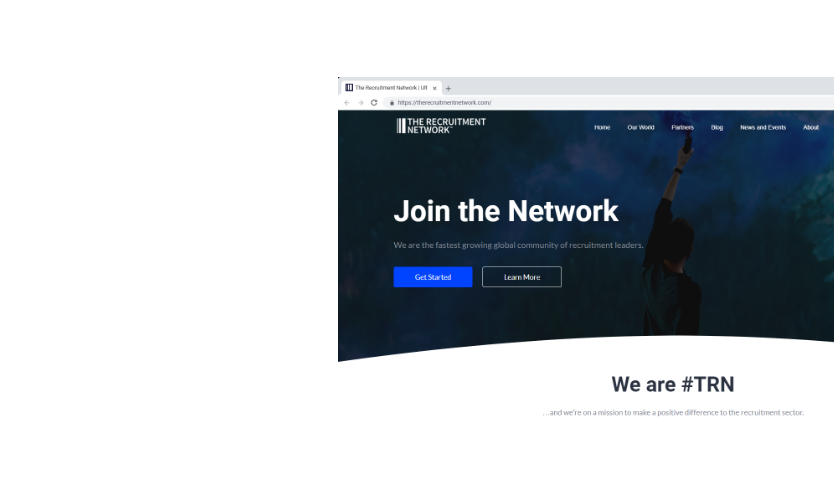 The Recruitment Network | UK
https://therecruitmentnetwork.com/
THE RECRUITMENT
NETWORK™
Home Our World Partners Blog News and Events About
Join the Network
We are the fastest growing global community of recruitment leaders.
Get Started Learn More
We are #TRN
…and we're on a mission to make a positive difference to the recruitment sector.